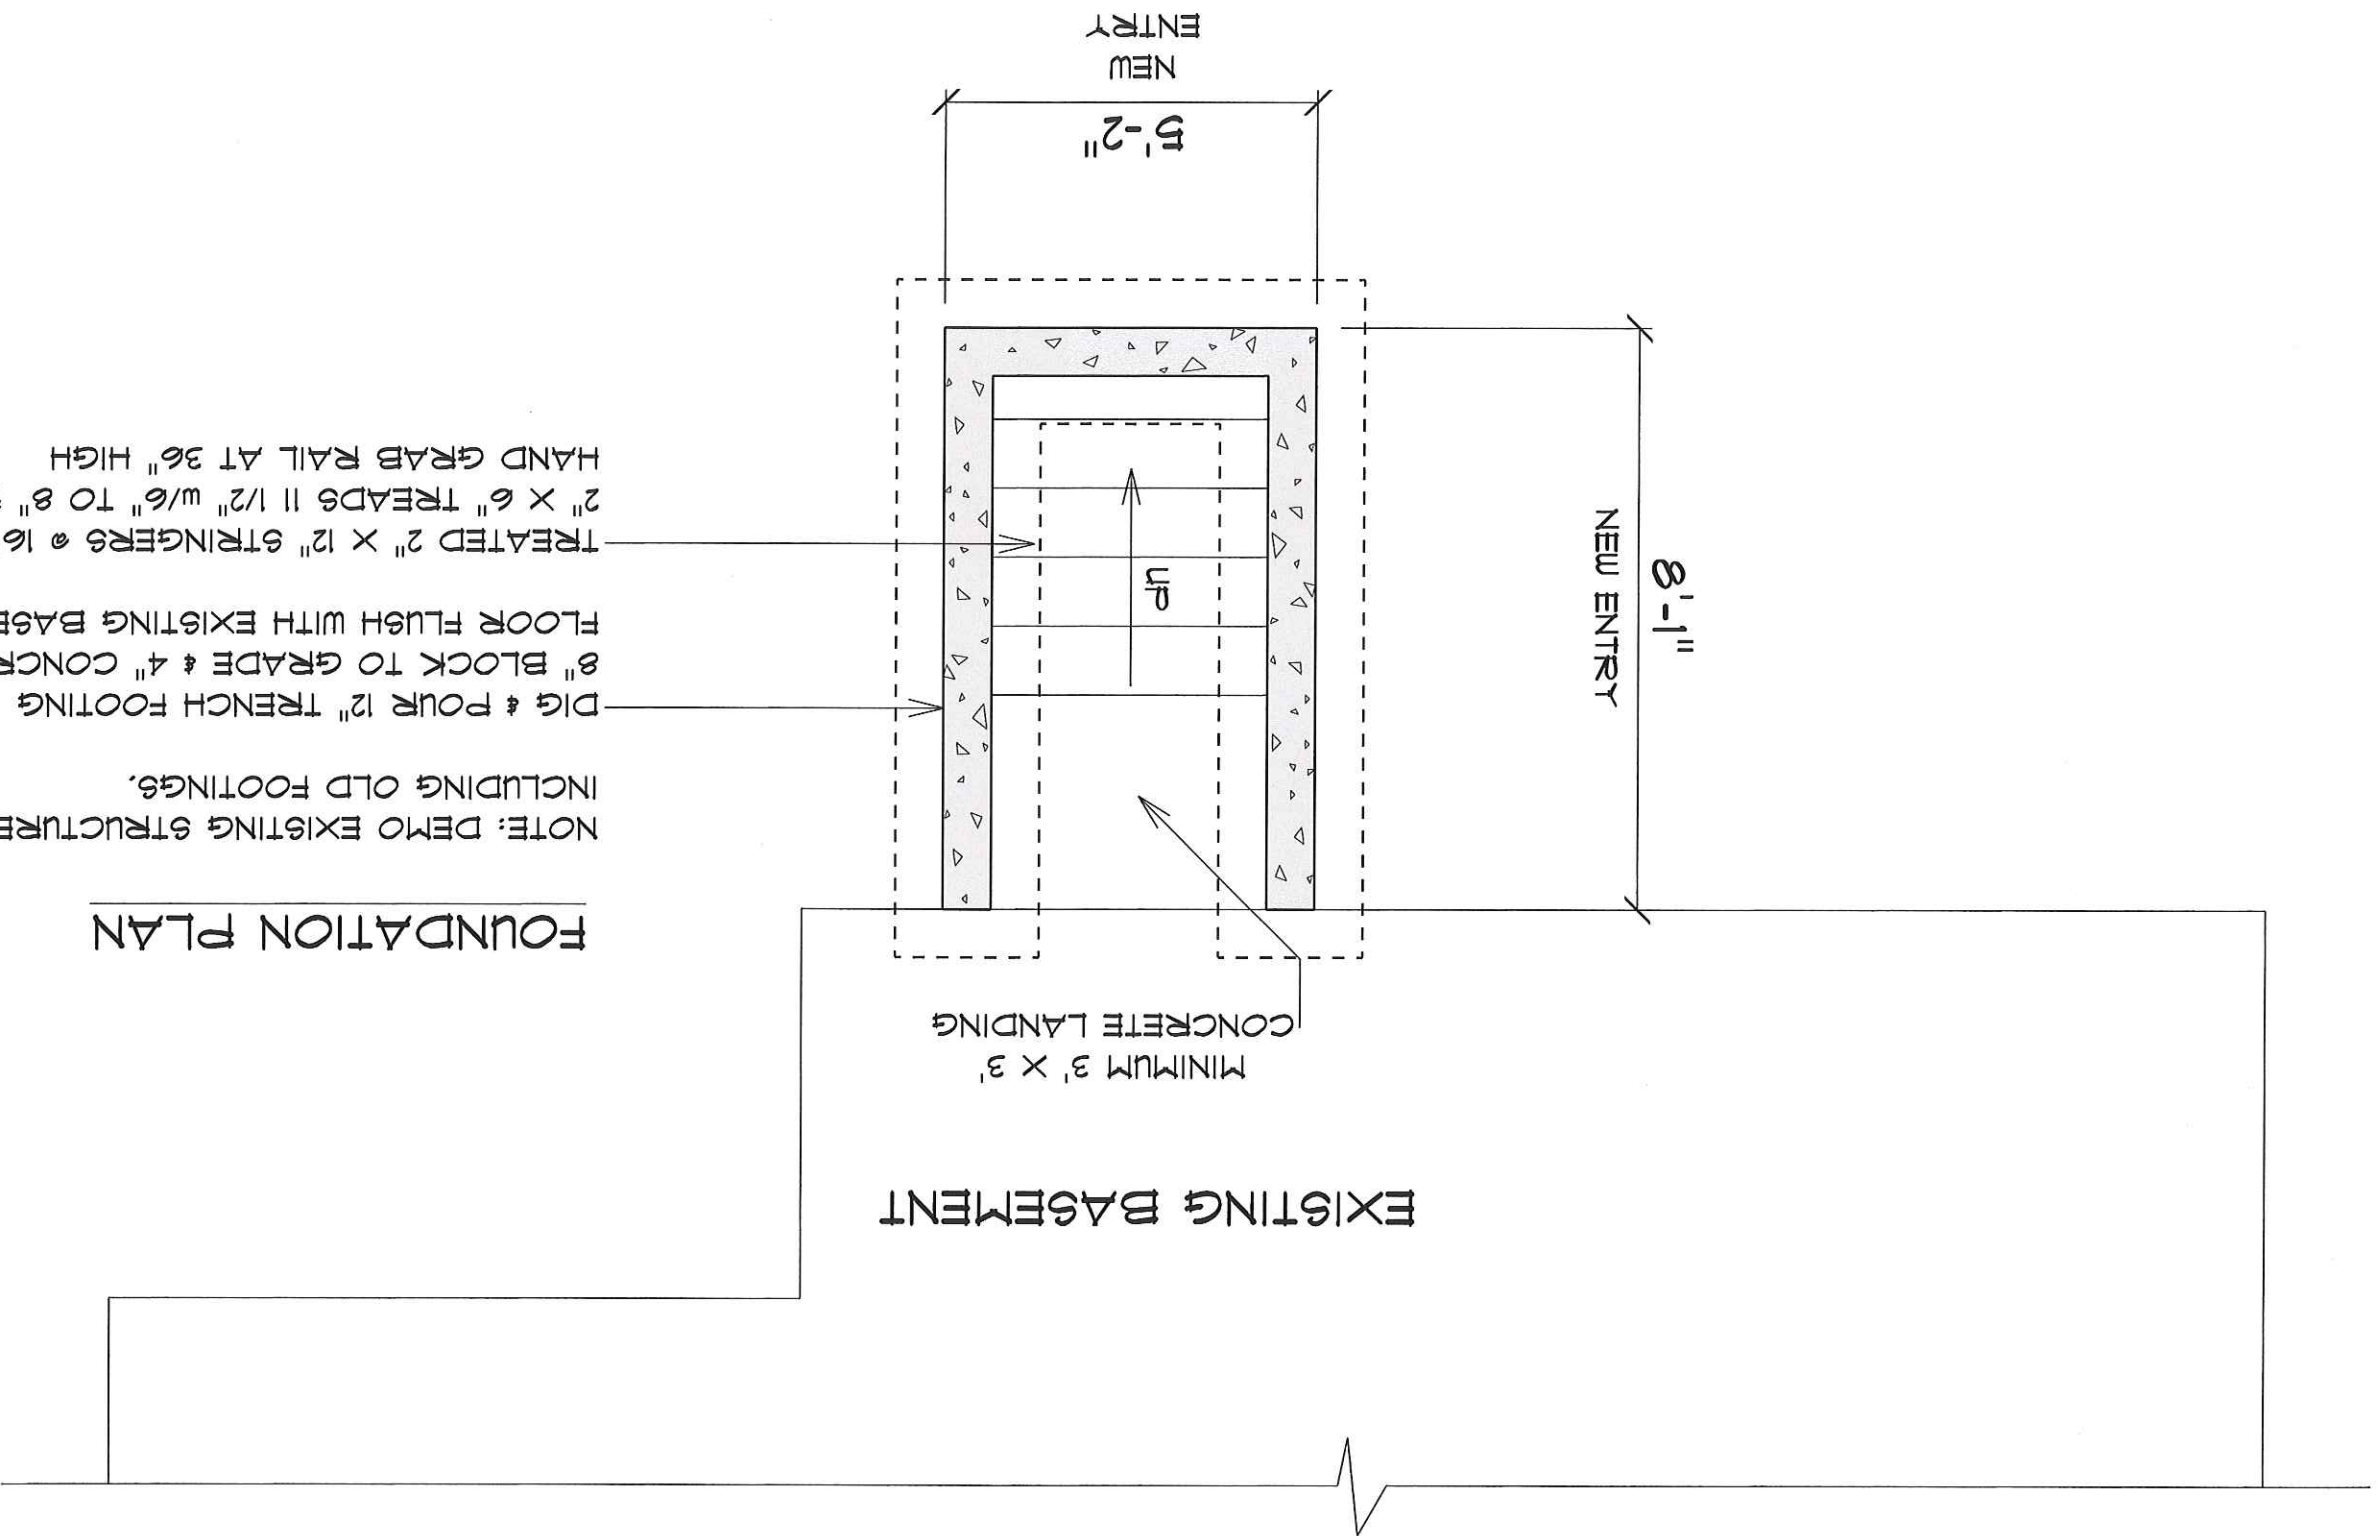 EXISTING BASEMENT
MINIMUM 3' X 3'
CONCRETE LANDING
FOUNDATION PLAN
NOTE: DEMO EXISTING STRUCTURE
INCLUDING OLD FOOTINGS.
DIG & POUR 12" TRENCH FOOTING
8" BLOCK TO GRADE & 4" CONCR
FLOOR FLUSH WITH EXISTING BASE
TREATED 2" X 12" STRINGERS @ 16
2" X 6" TREADS 11 1/2" w/6" TO 8"
HAND GRAB RAIL AT 36" HIGH
UP
8'-1"
NEW ENTRY
5'-2"
NEW
ENTRY